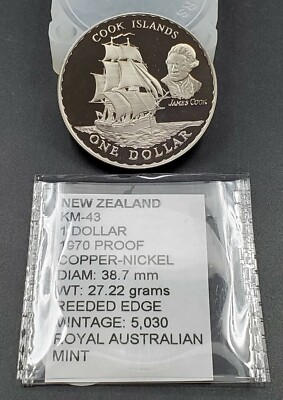 COOK ISLANDS
JAMES COOK
ONE DOLLAR
NEW ZEALAND
KM-43
1 DOLLAR
1970 PROOF
COPPER-NICKEL
DIAM: 38.7 mm
WT: 27.22 grams
REEDED EDGE
MINTAGE: 5,030
ROYAL AUSTRALIAN
MINT